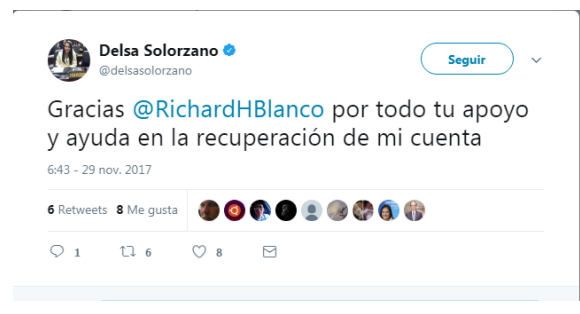 Delsa Solorzano
@delsasolorzano
Seguir
Gracias @RichardHBlanco por todo tu apoyo
y ayuda en la recuperación de mi cuenta
6:43 - 29 nov. 2017
6 Retweets 8 Me gusta
1 6 8